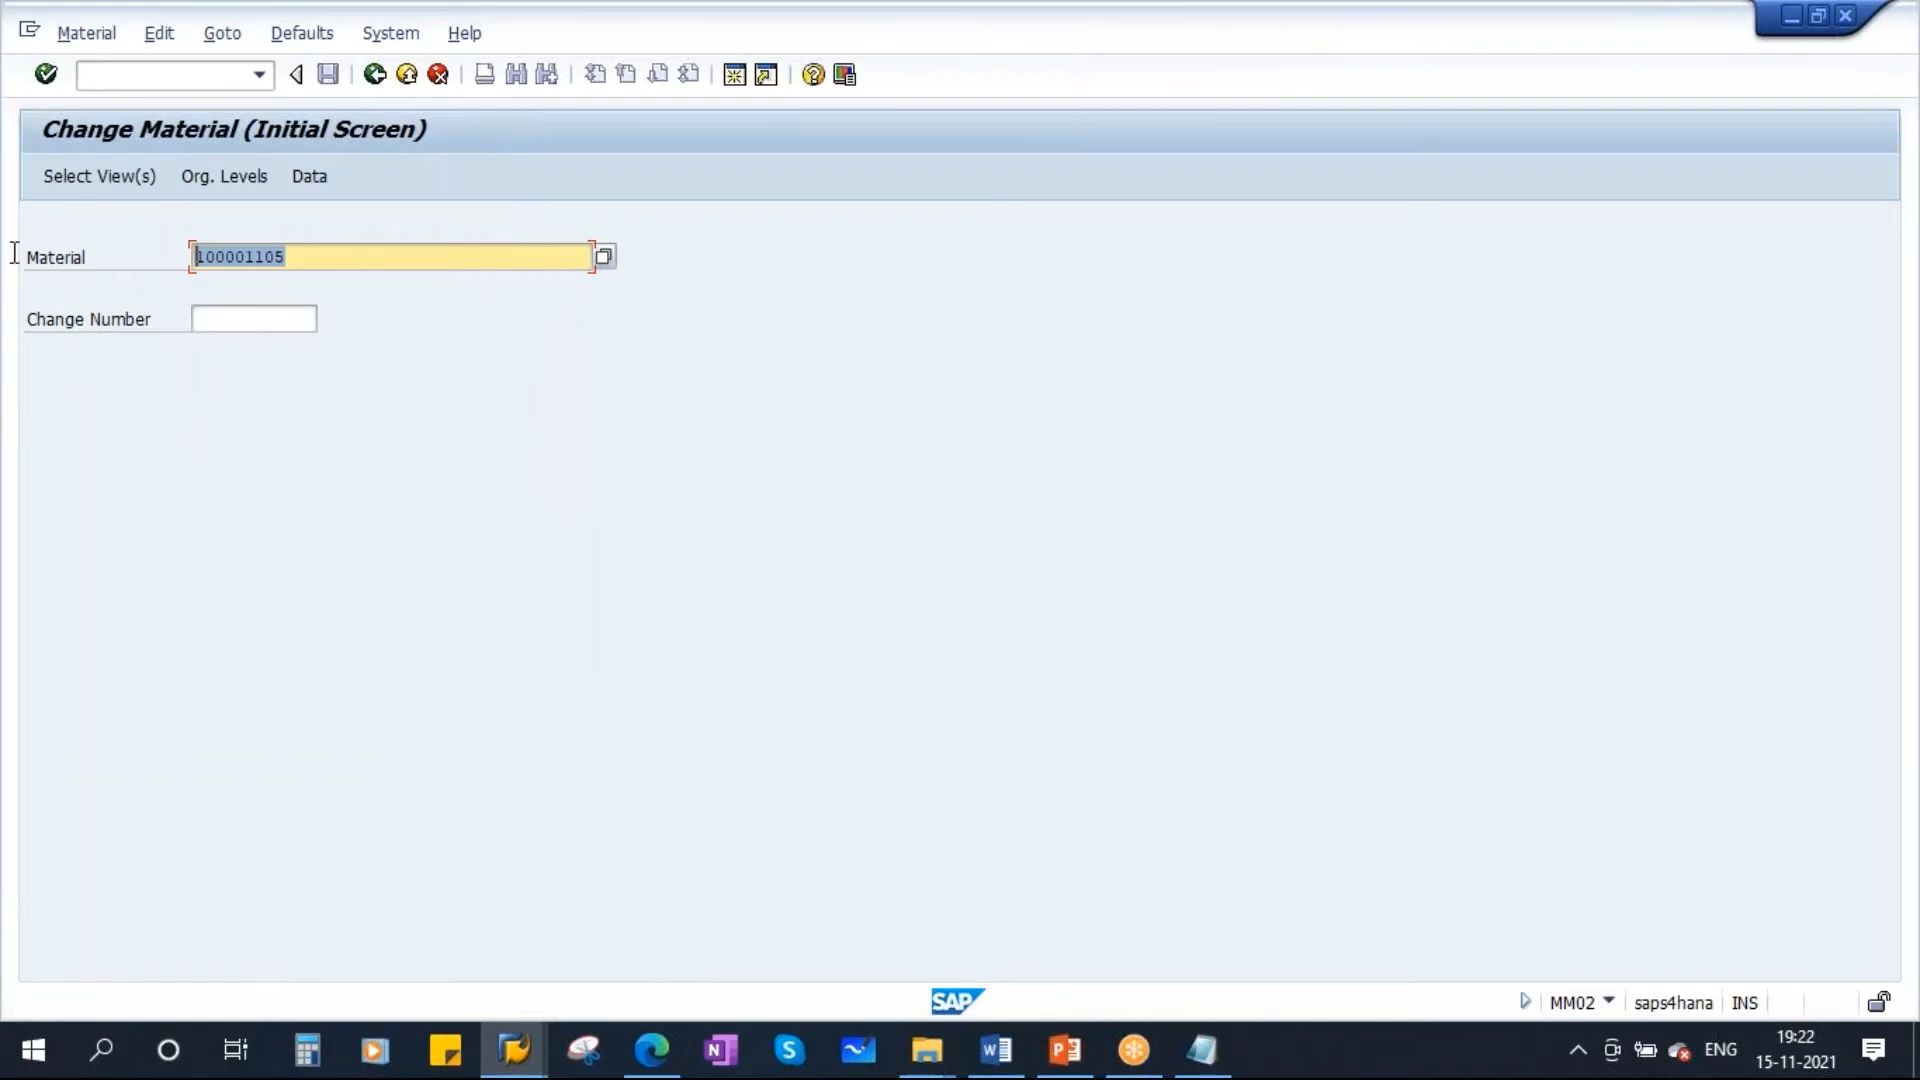 Material Edit Goto Defaults System Help
Change Material (Initial Screen)
Select View(s) Org. Levels Data
Material 100001105
Change Number
SAP MM02 saps4hana INS
ENG 19:22
15-11-2021